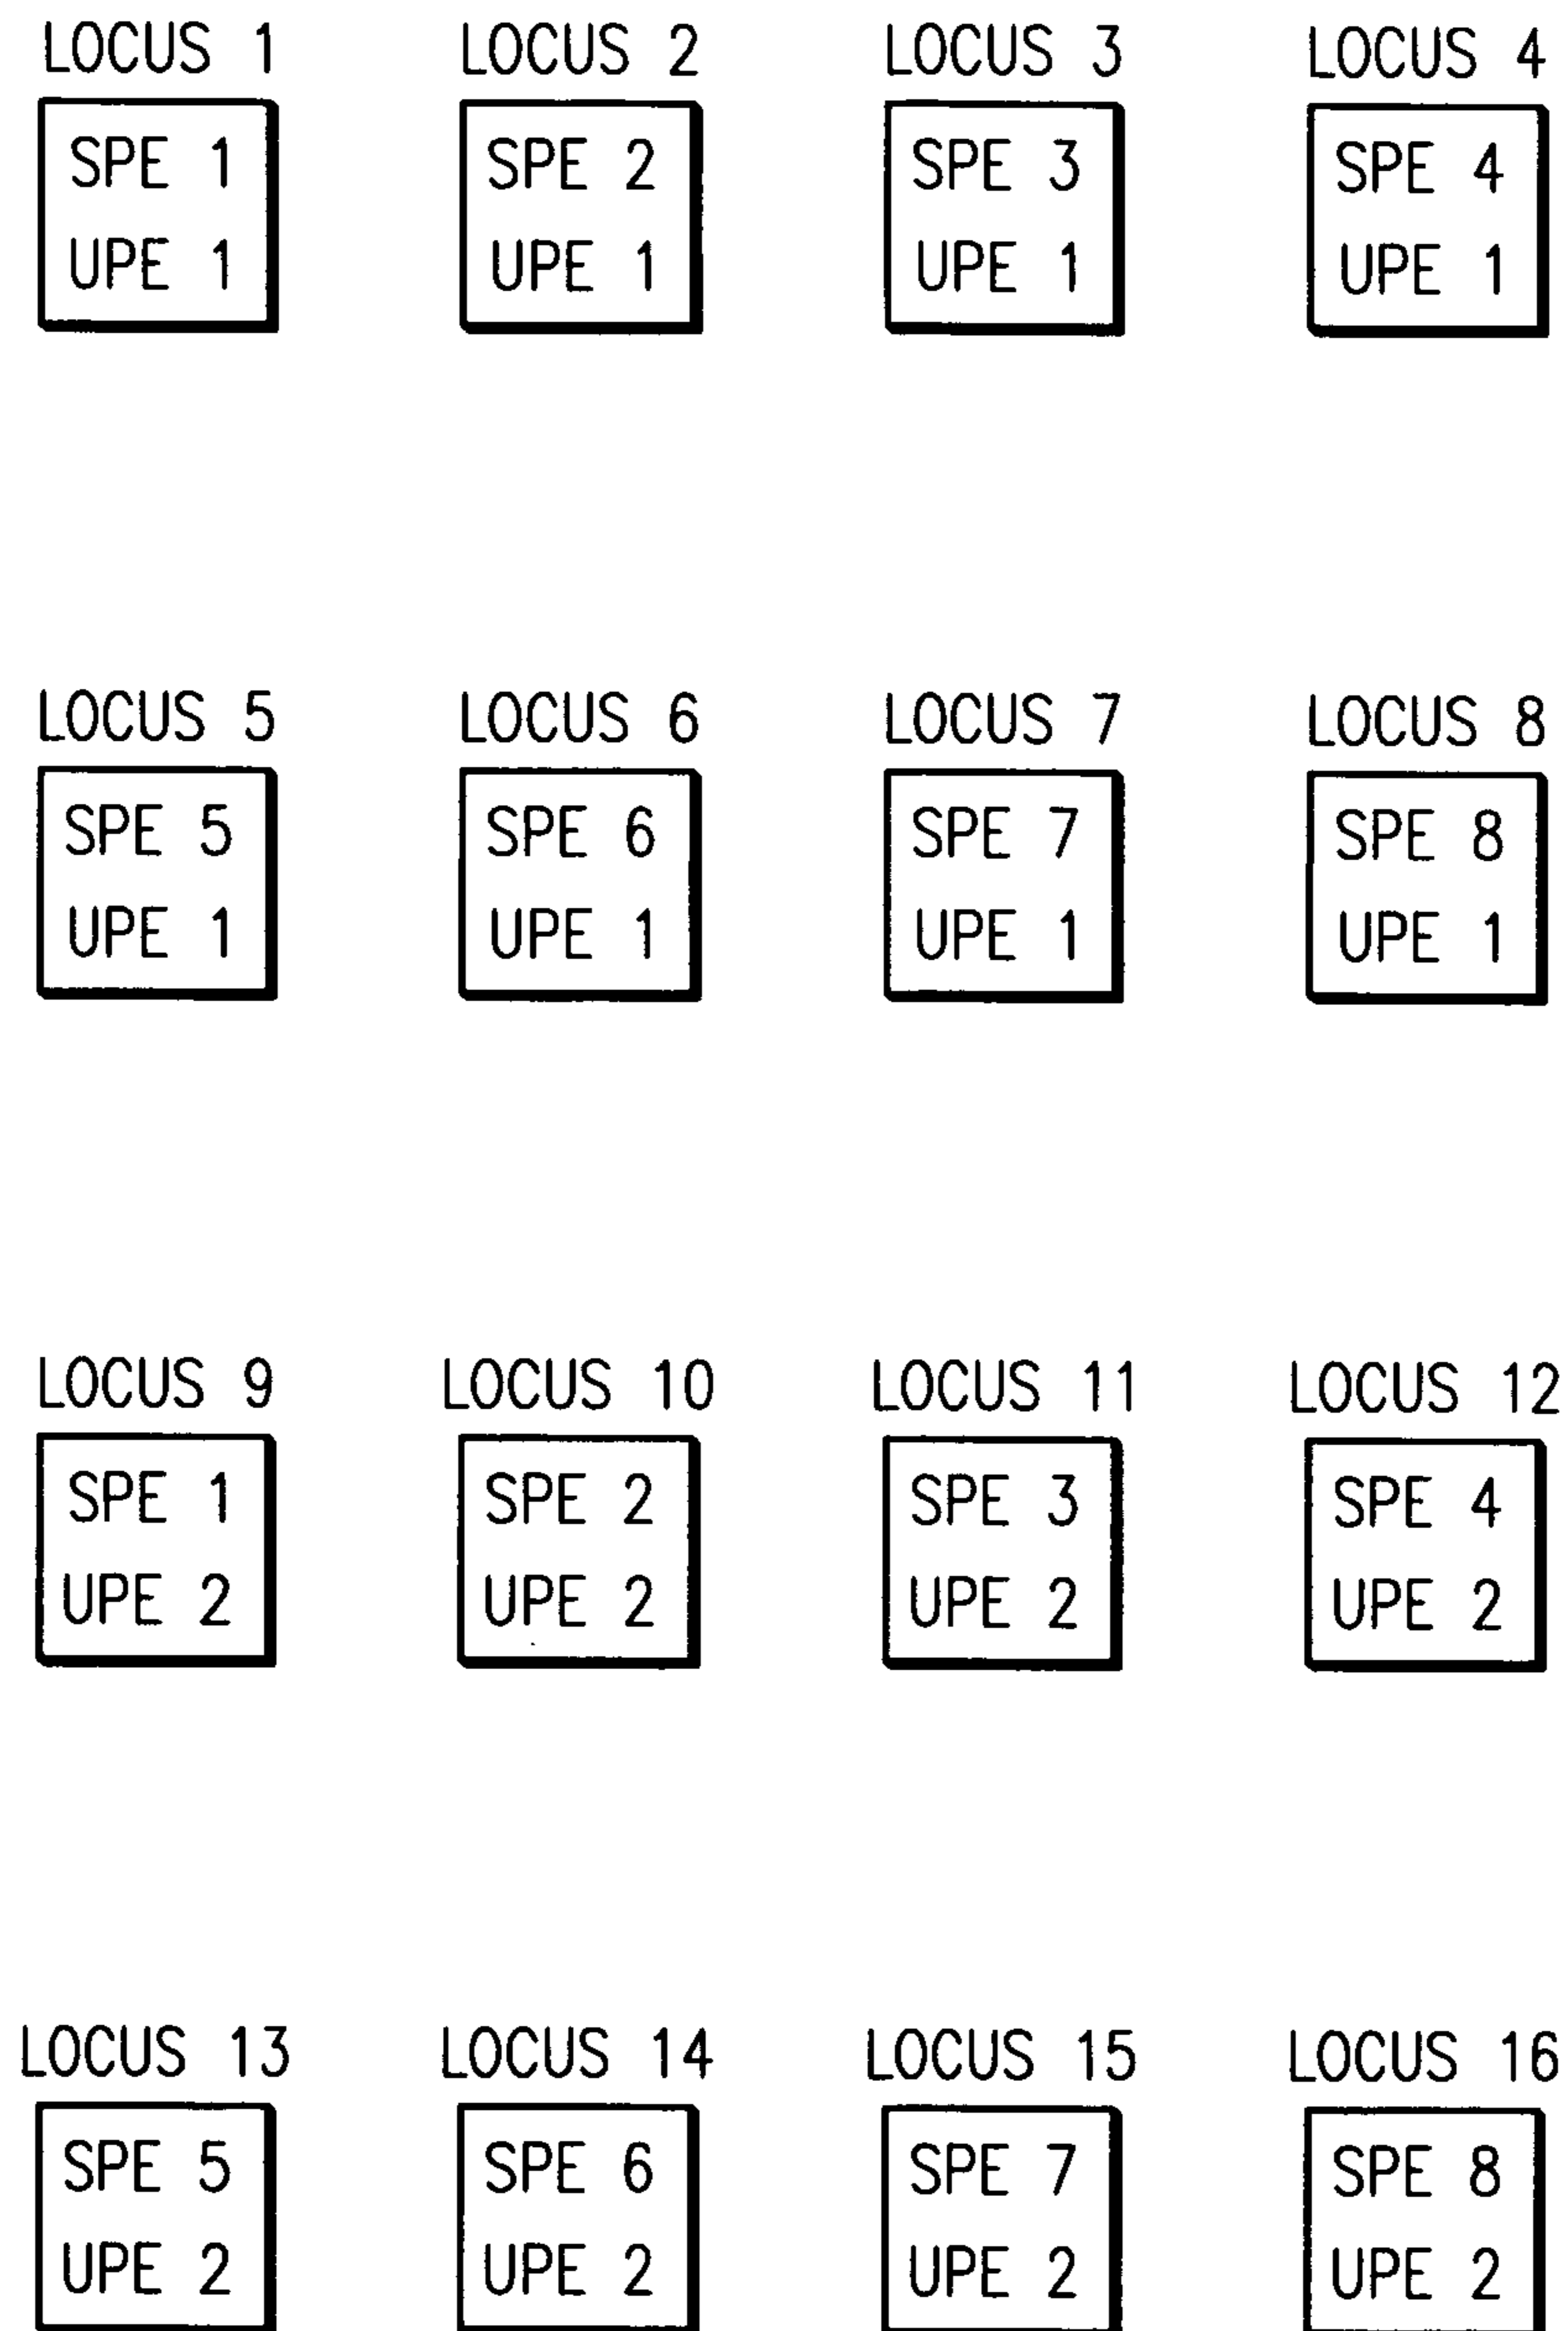 LOCUS 1 LOCUS 2 LOCUS 3 LOCUS 4
SPE 1 SPE 2 SPE 3 SPE 4
UPE 1 UPE 1 UPE 1 UPE 1
LOCUS 5 LOCUS 6 LOCUS 7 LOCUS 8
SPE 5 SPE 6 SPE 7 SPE 8
UPE 1 UPE 1 UPE 1 UPE 1
LOCUS 9 LOCUS 10 LOCUS 11 LOCUS 12
SPE 1 SPE 2 SPE 3 SPE 4
UPE 2 UPE 2 UPE 2 UPE 2
LOCUS 13 LOCUS 14 LOCUS 15 LOCUS 16
SPE 5 SPE 6 SPE 7 SPE 8
UPE 2 UPE 2 UPE 2 UPE 2